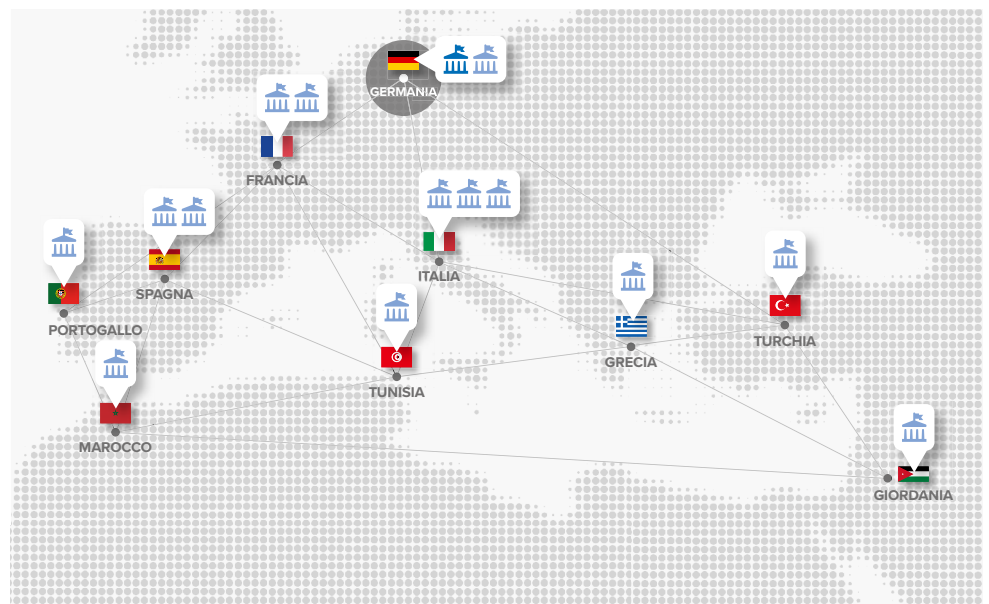 GERMANIA
FRANCIA
ITALIA
SPAGNA
PORTOGALLO
TURCHIA
GRECIA
TUNISIA
MAROCCO
GIORDANIA